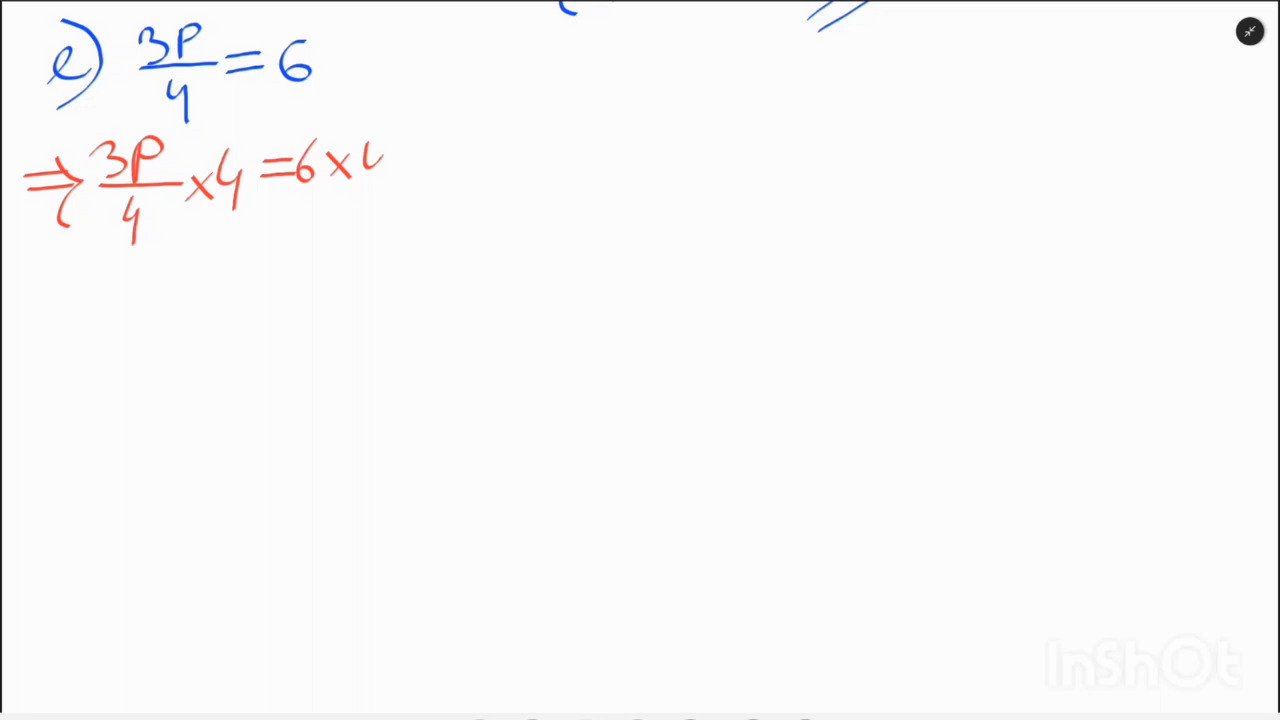 e) 3P/4 = 6
⇒ 3P/4 × 4 = 6 ×
InShOt